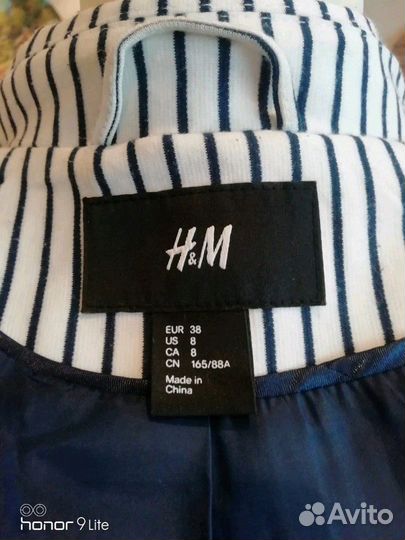 H&M
EUR 38
US 8
CA 8
CN 165/88A
Made in
China
honor 9 Lite
Avito